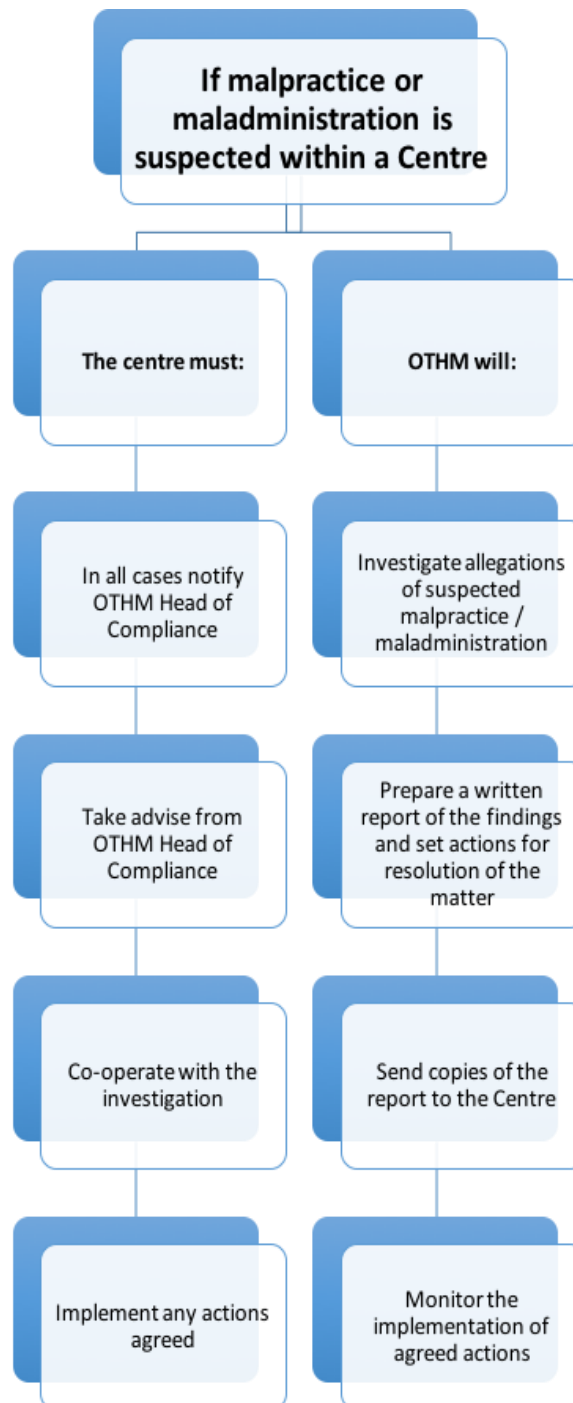 If malpractice or
maladministration is
suspected within a Centre
The centre must:
In all cases notify
OTHM Head of
Compliance
Take advise from
OTHM Head of
Compliance
Co-operate with the
investigation
Implement any actions
agreed
OTHM will:
Investigate allegations
of suspected
malpractice /
maladministration
Prepare a written
report of the findings
and set actions for
resolution of the
matter
Send copies of the
report to the Centre
Monitor the
implementation of
agreed actions